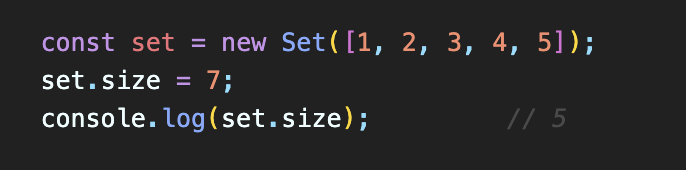 const set = new Set([1, 2, 3, 4, 5]);
set.size = 7;
console.log(set.size);         // 5